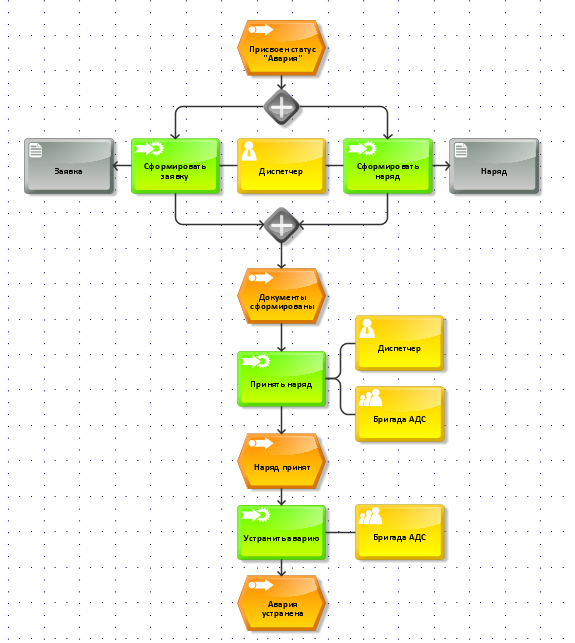 Присвоен статус
"Авария"
Заявка
Сформировать
заявку
Диспетчер
Сформировать
наряд
Наряд
Документы
сформированы
Диспетчер
Принять наряд
Бригада АДС
Наряд принят
Устранить аварию
Бригада АДС
Авария
устранена